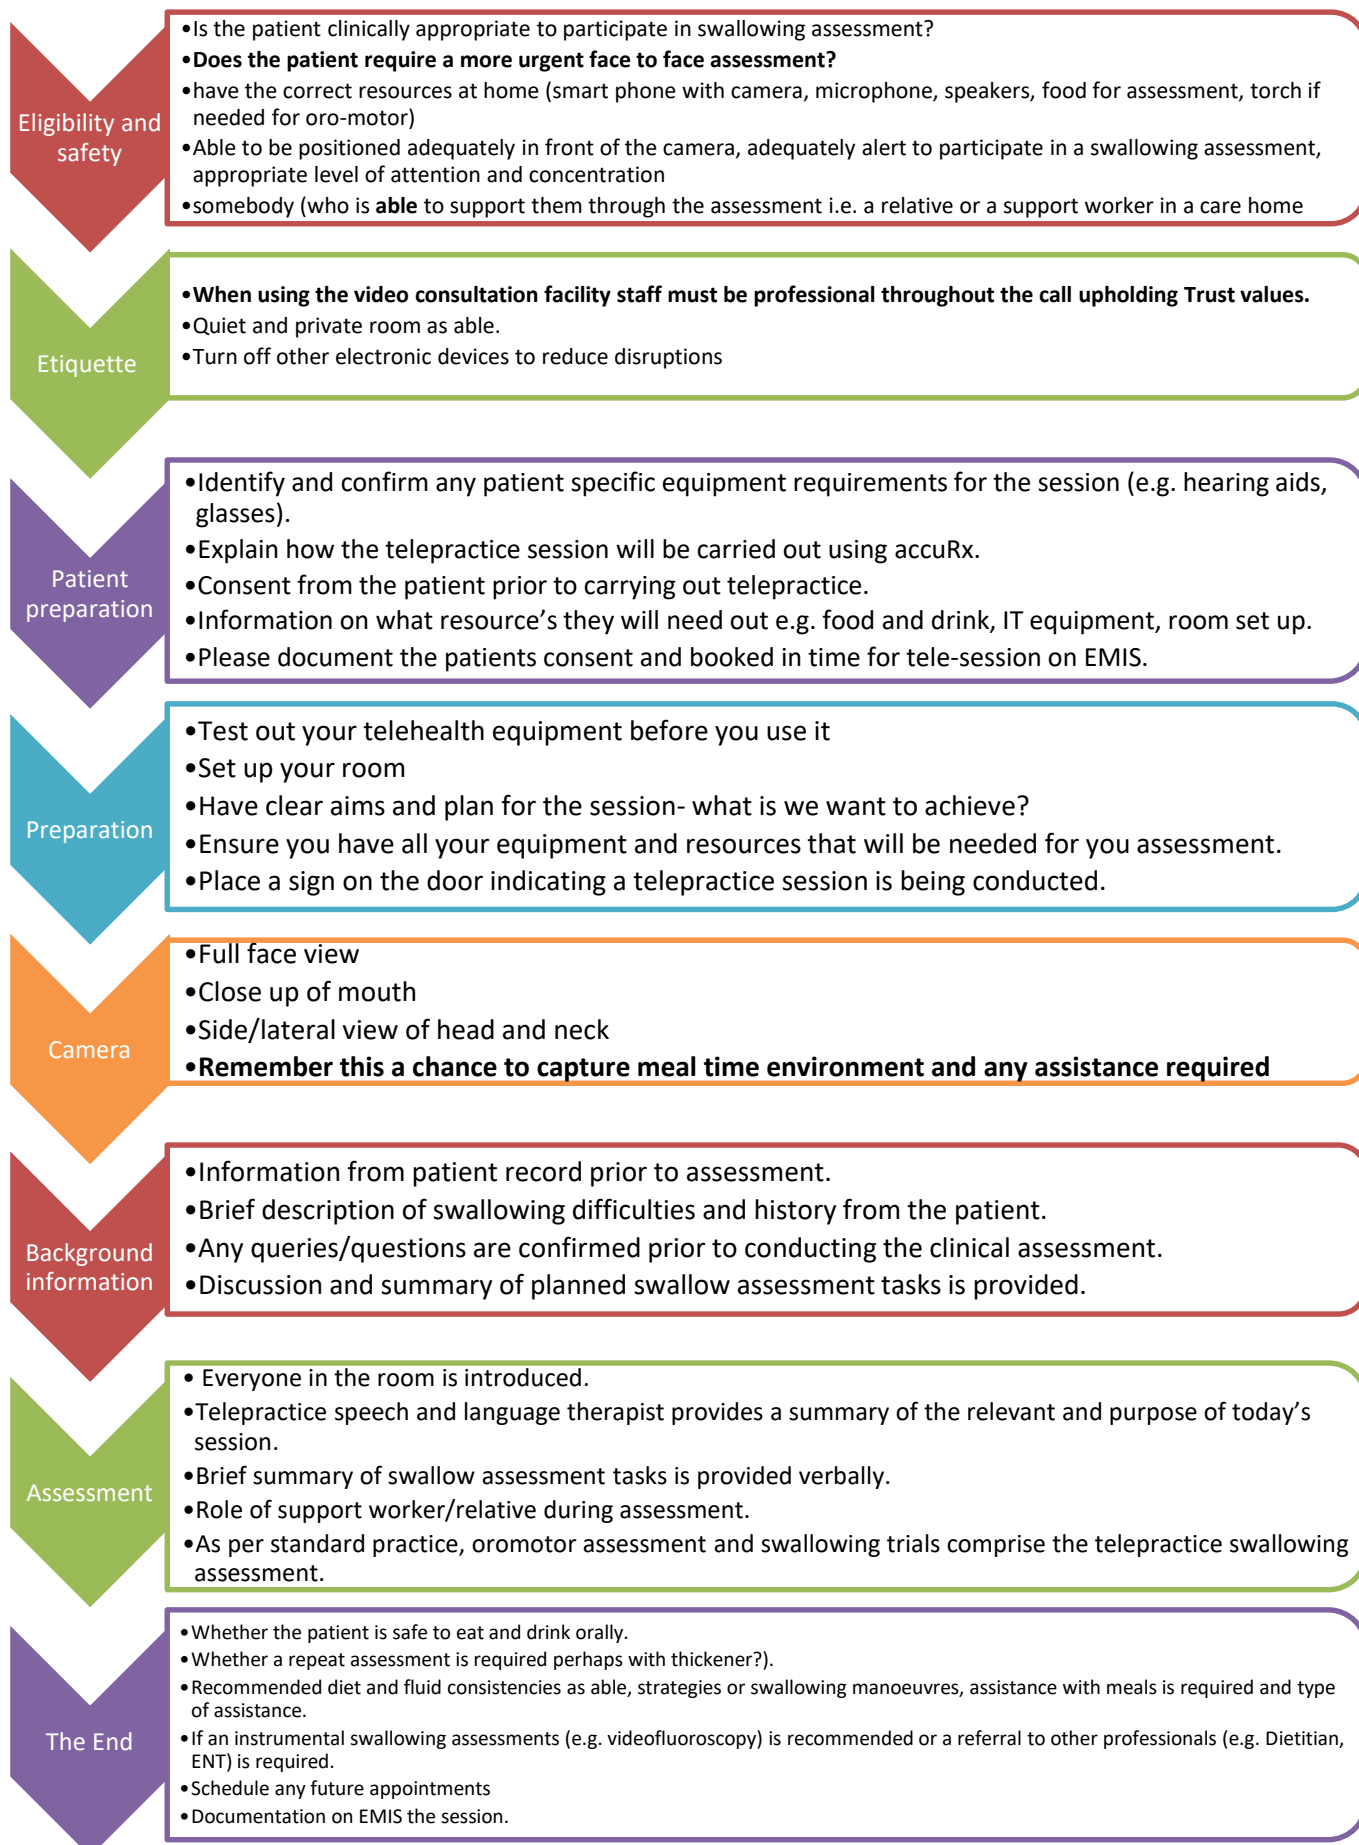 Eligibility and
safety
•Is the patient clinically appropriate to participate in swallowing assessment?
•Does the patient require a more urgent face to face assessment?
•have the correct resources at home (smart phone with camera, microphone, speakers, food for assessment, torch if
needed for oro-motor)
•Able to be positioned adequately in front of the camera, adequately alert to participate in a swallowing assessment,
appropriate level of attention and concentration
•somebody (who is able to support them through the assessment i.e. a relative or a support worker in a care home
Etiquette
•When using the video consultation facility staff must be professional throughout the call upholding Trust values.
•Quiet and private room as able.
•Turn off other electronic devices to reduce disruptions
Patient
preparation
•Identify and confirm any patient specific equipment requirements for the session (e.g. hearing aids,
glasses).
•Explain how the telepractice session will be carried out using accuRx.
•Consent from the patient prior to carrying out telepractice.
•Information on what resource’s they will need out e.g. food and drink, IT equipment, room set up.
•Please document the patients consent and booked in time for tele-session on EMIS.
Preparation
•Test out your telehealth equipment before you use it
•Set up your room
•Have clear aims and plan for the session- what is we want to achieve?
•Ensure you have all your equipment and resources that will be needed for you assessment.
•Place a sign on the door indicating a telepractice session is being conducted.
Camera
•Full face view
•Close up of mouth
•Side/lateral view of head and neck
•Remember this a chance to capture meal time environment and any assistance required
Background
information
•Information from patient record prior to assessment.
•Brief description of swallowing difficulties and history from the patient.
•Any queries/questions are confirmed prior to conducting the clinical assessment.
•Discussion and summary of planned swallow assessment tasks is provided.
Assessment
• Everyone in the room is introduced.
•Telepractice speech and language therapist provides a summary of the relevant and purpose of today’s
session.
•Brief summary of swallow assessment tasks is provided verbally.
•Role of support worker/relative during assessment.
•As per standard practice, oromotor assessment and swallowing trials comprise the telepractice swallowing
assessment.
The End
•Whether the patient is safe to eat and drink orally.
•Whether a repeat assessment is required perhaps with thickener?).
•Recommended diet and fluid consistencies as able, strategies or swallowing manoeuvres, assistance with meals is required and type
of assistance.
•If an instrumental swallowing assessments (e.g. videofluoroscopy) is recommended or a referral to other professionals (e.g. Dietitian,
ENT) is required.
•Schedule any future appointments
•Documentation on EMIS the session.